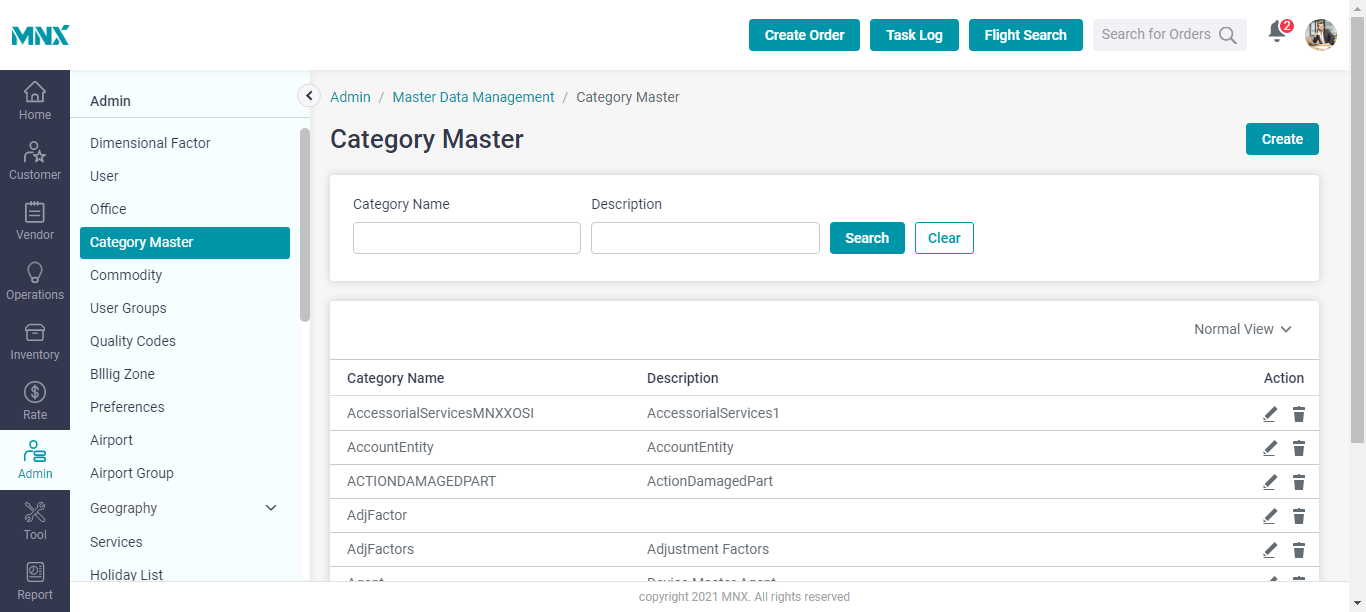 MNX
Create Order
Task Log
Flight Search
Search for Orders
2
Home
Customer
Vendor
Operations
Inventory
Rate
Admin
Tool
Report
Admin
Dimensional Factor
User
Office
Category Master
Commodity
User Groups
Quality Codes
Blllig Zone
Preferences
Airport
Airport Group
Geography
Services
Holiday List
Admin / Master Data Management / Category Master
Category Master
Create
Category Name Description
Search
Clear
Normal View
Category Name Description Action
AccessorialServicesMNXXOSI AccessorialServices1
AccountEntity AccountEntity
ACTIONDAMAGEDPART ActionDamagedPart
AdjFactor
AdjFactors Adjustment Factors
Agent Device Master Agent
copyright 2021 MNX. All rights reserved